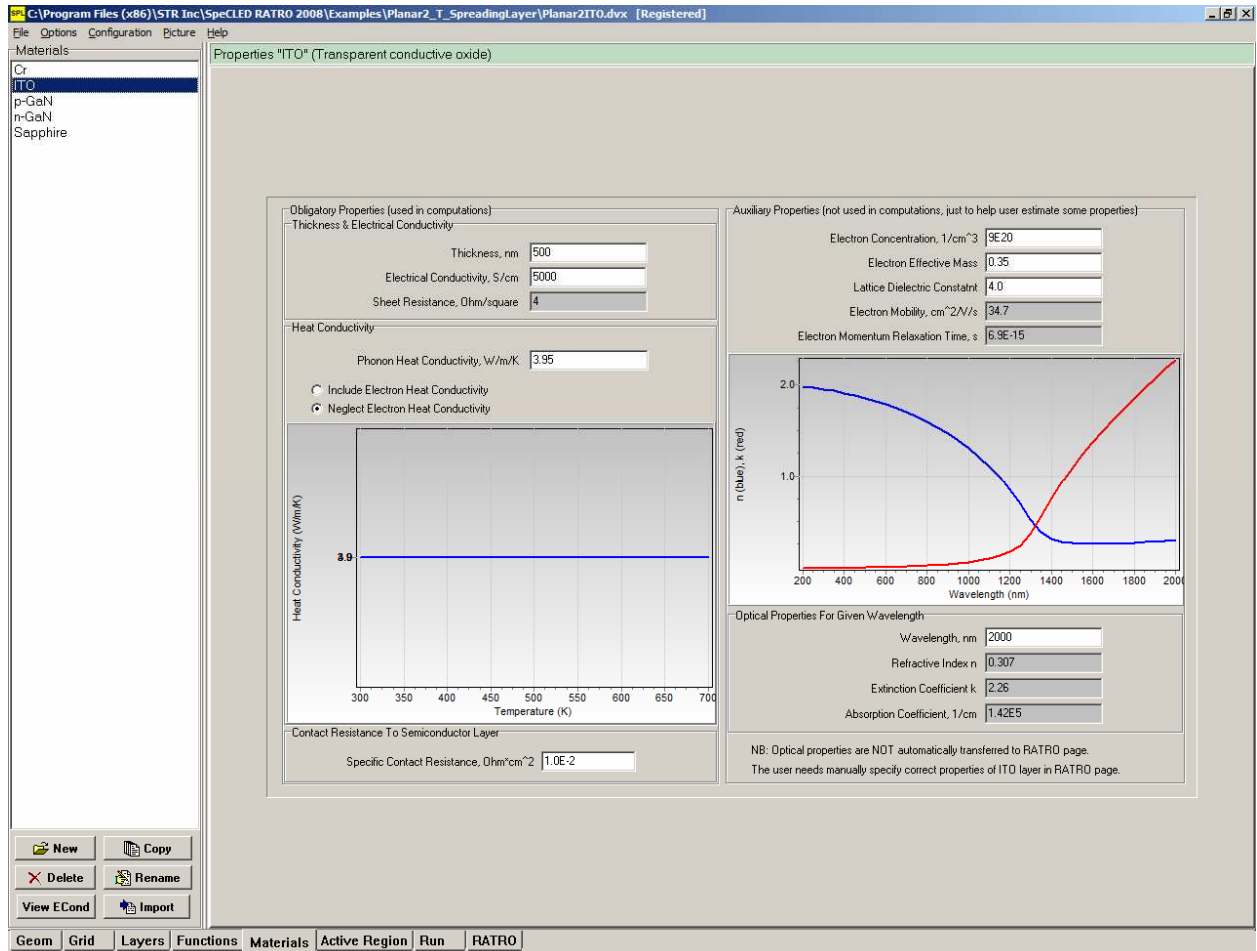 SPL C:\Program Files (x86)\STR Inc\SpeCLED RATRO 2008\Examples\Planar2_T_SpreadingLayer\Planar2ITO.dvx [Registered]
File Options Configuration Picture Help
Materials
Cr
ITO
p-GaN
n-GaN
Sapphire
New Copy
Delete Rename
View ECond Import
Properties "ITO" (Transparent conductive oxide)
Obligatory Properties (used in computations)
Thickness & Electrical Conductivity
Thickness, nm 500
Electrical Conductivity, S/cm 5000
Sheet Resistance, Ohm/square 4
Heat Conductivity
Phonon Heat Conductivity, W/m/K 3.95
Include Electron Heat Conductivity
Neglect Electron Heat Conductivity
Heat Conductivity (W/m/K)
300 350 400 450 500 550 600 650 700
Temperature (K)
Contact Resistance To Semiconductor Layer
Specific Contact Resistance, Ohm*cm^2 1.0E-2
Auxiliary Properties (not used in computations, just to help user estimate some properties)
Electron Concentration, 1/cm^3 9E20
Electron Effective Mass 0.35
Lattice Dielectric Constatnt 4.0
Electron Mobility, cm^2/V/s 34.7
Electron Momentum Relaxation Time, s 6.9E-15
n (blue), k (red)
2.0
1.0
200 400 600 800 1000 1200 1400 1600 1800 2000
Wavelength (nm)
Optical Properties For Given Wavelength
Wavelength, nm 2000
Refractive Index n 0.307
Extinction Coefficient k 2.26
Absorption Coefficient, 1/cm 1.42E5
NB: Optical properties are NOT automatically transferred to RATRO page.
The user needs manually specify correct properties of ITO layer in RATRO page.
Geom Grid Layers Functions Materials Active Region Run RATRO